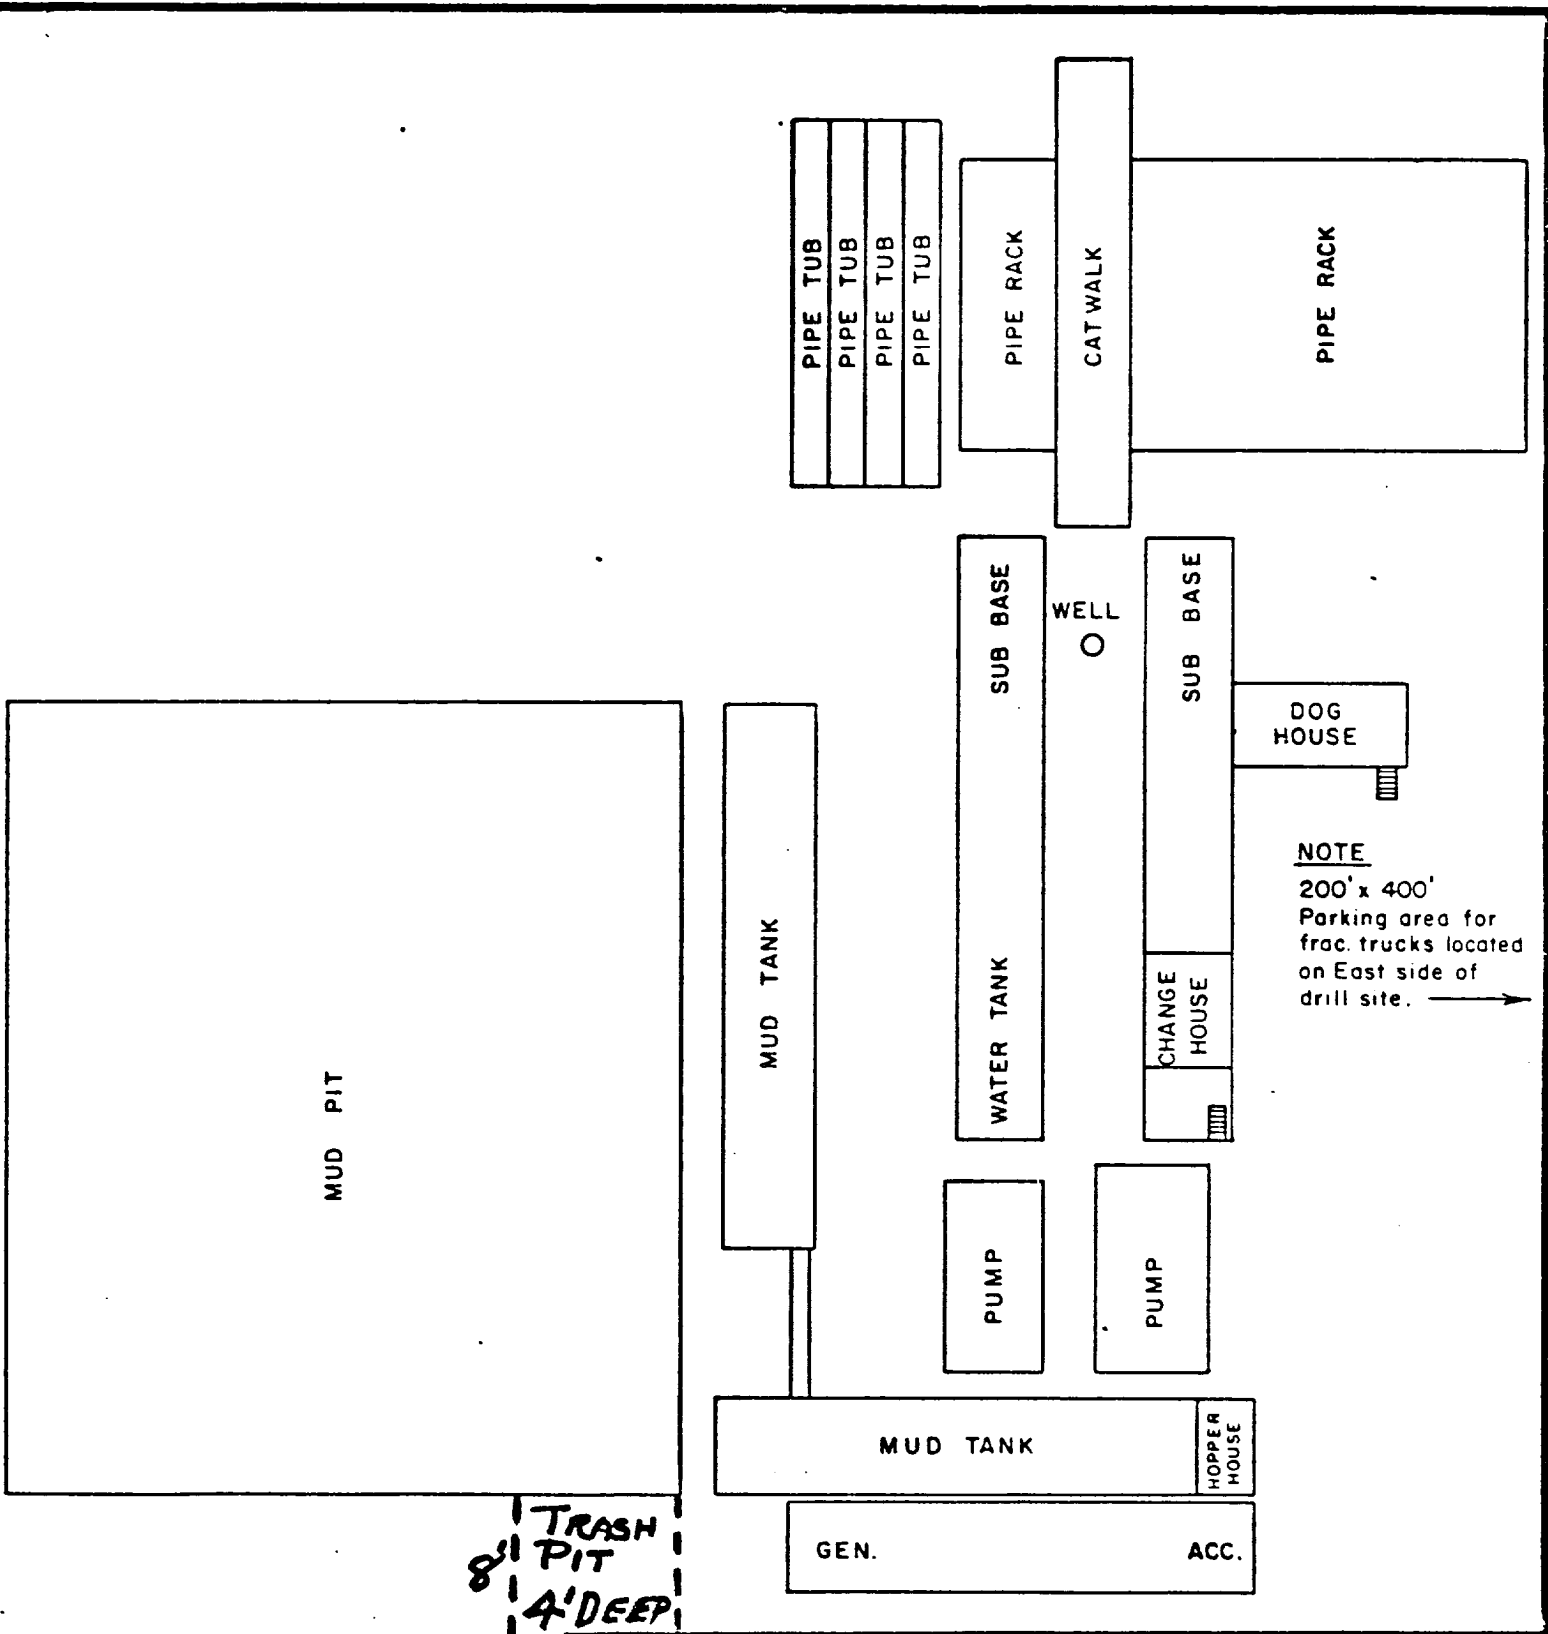 PIPE TUB
PIPE TUB
PIPE TUB
PIPE TUB
PIPE RACK
CATWALK
PIPE RACK
SUB BASE
WELL
SUB BASE
DOG
HOUSE
NOTE
200' x 400'
Parking area for
frac. trucks located
on East side of
drill site.
MUD PIT
MUD TANK
WATER TANK
CHANGE
HOUSE
PUMP
PUMP
MUD TANK
HOPPER
HOUSE
GEN.
ACC.
TRASH
PIT
8'
4' DEEP